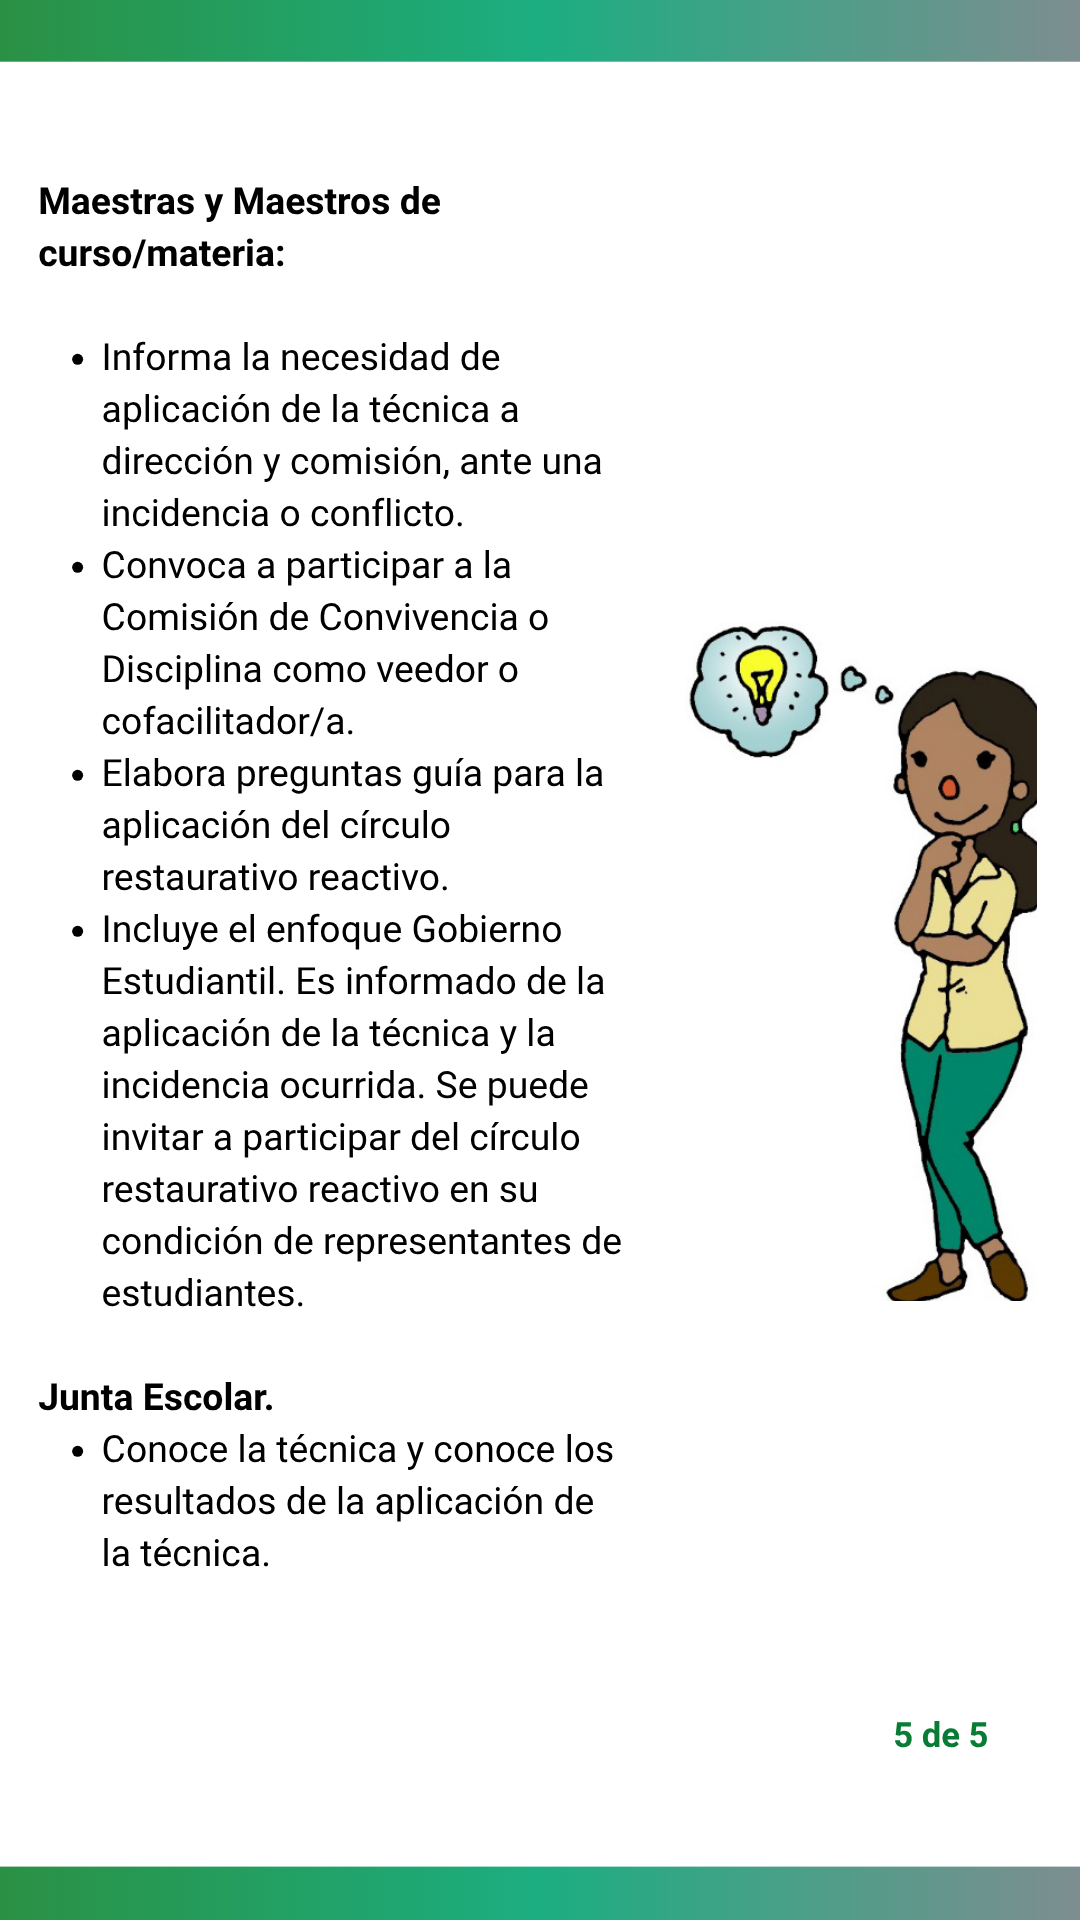 Maestras y Maestros de
curso/materia:
• Informa la necesidad de
aplicación de la técnica a
dirección y comisión, ante una
incidencia o conflicto.
• Convoca a participar a la
Comisión de Convivencia o
Disciplina como veedor o
cofacilitador/a.
• Elabora preguntas guía para la
aplicación del círculo
restaurativo reactivo.
• Incluye el enfoque Gobierno
Estudiantil. Es informado de la
aplicación de la técnica y la
incidencia ocurrida. Se puede
invitar a participar del círculo
restaurativo reactivo en su
condición de representantes de
estudiantes.
Junta Escolar.
• Conoce la técnica y conoce los
resultados de la aplicación de
la técnica.
5 de 5